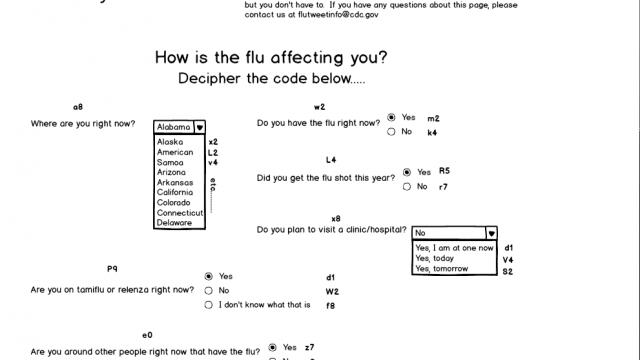 but you don't have to. If you have any questions about this page, please
contact us at flutweetinfo@cdc.gov
How is the flu affecting you?
Decipher the code below.....
a8
Where are you right now?
Alabama
Alaska x2
American L2
Samoa v4
Arizona
Arkansas
California
Colorado
Connecticut
Delaware
etc.......
w2
Do you have the flu right now?
Yes m2
No k4
L4
Did you get the flu shot this year?
Yes R5
No r7
x8
Do you plan to visit a clinic/hospital?
No
Yes, I am at one now d1
Yes, today V4
Yes, tomorrow S2
P9
Are you on tamiflu or relenza right now?
Yes d1
No W2
I don't know what that is f8
e0
Are you around other people right now that have the flu?
Yes z7